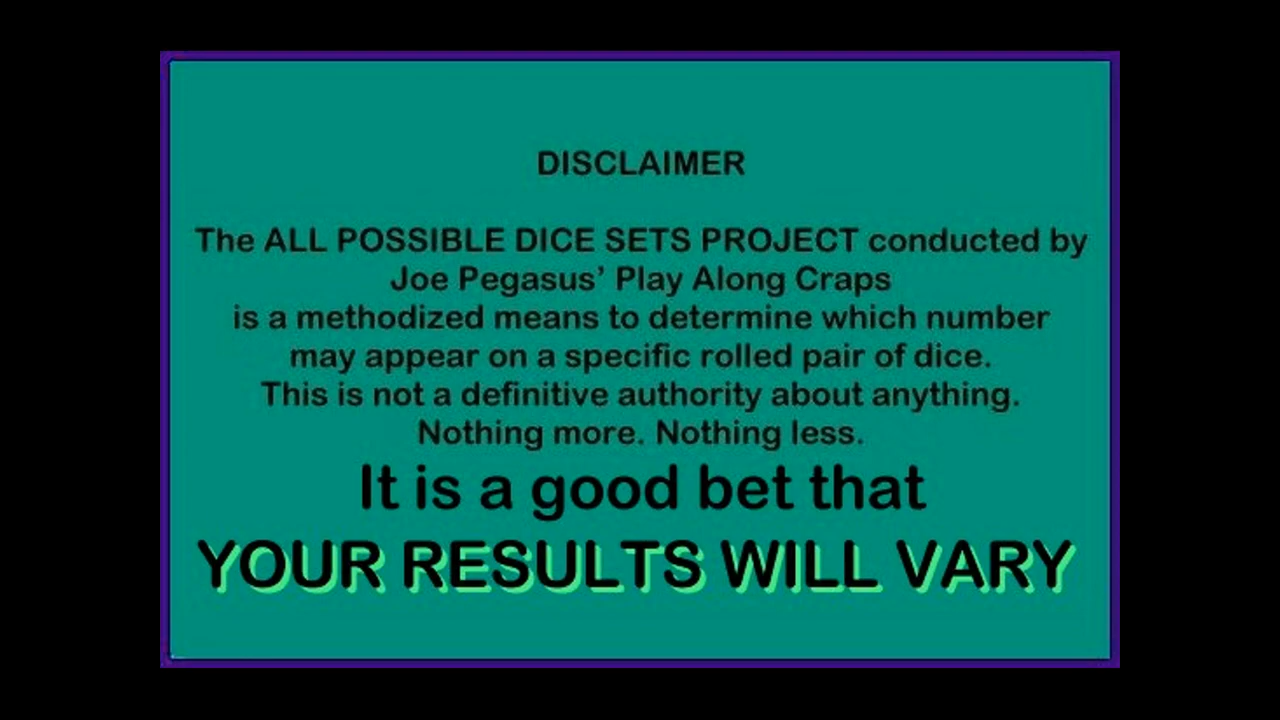 DISCLAIMER
The ALL POSSIBLE DICE SETS PROJECT conducted by
Joe Pegasus’ Play Along Craps
is a methodized means to determine which number
may appear on a specific rolled pair of dice.
This is not a definitive authority about anything.
Nothing more. Nothing less.
It is a good bet that
YOUR RESULTS WILL VARY